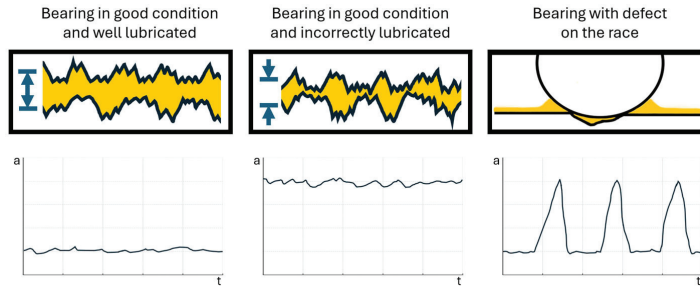 Bearing in good condition
and well lubricated
Bearing in good condition
and incorrectly lubricated
Bearing with defect
on the race
a
t
a
t
a
t